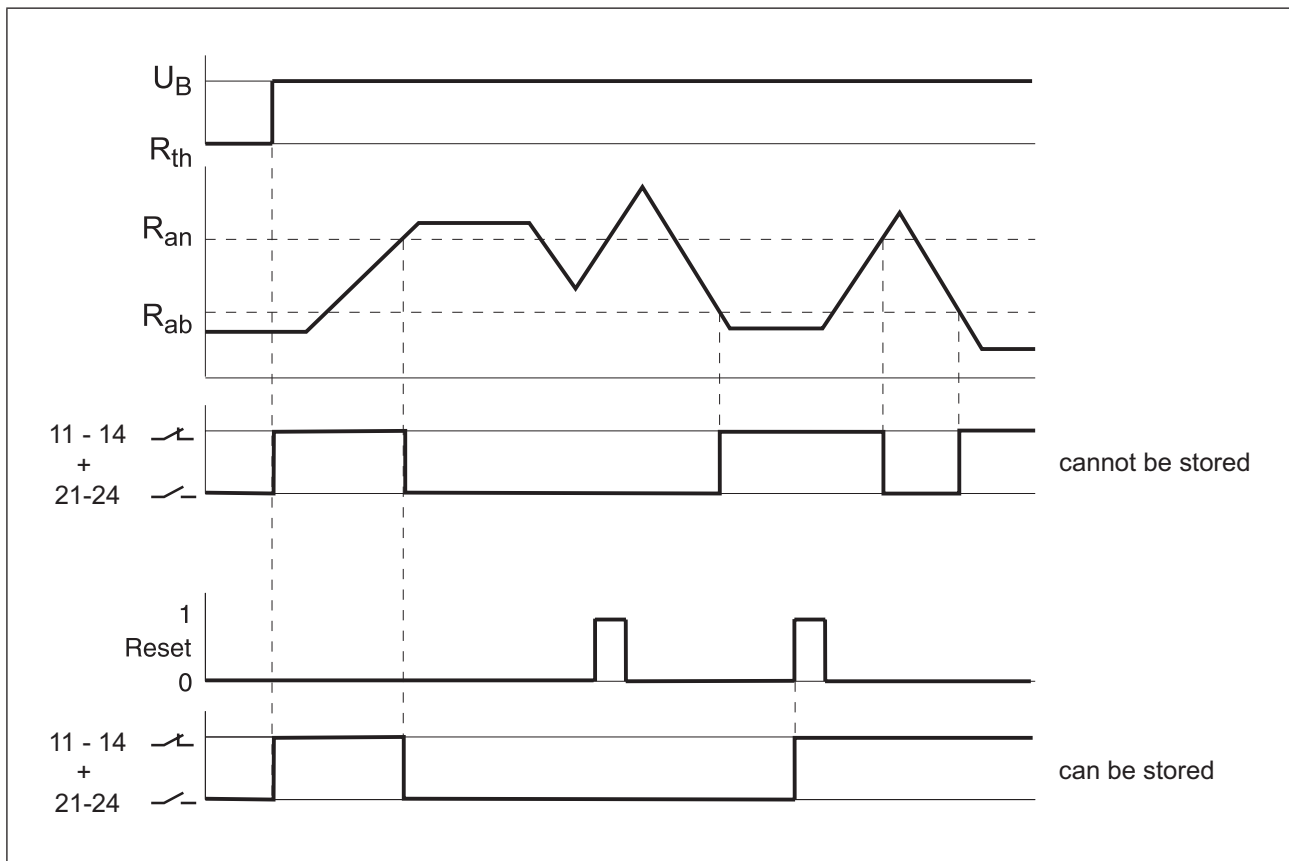 U_B
R_th
R_an
R_ab
11 - 14
+
21-24
cannot be stored
1
Reset
0
11 - 14
+
21-24
can be stored